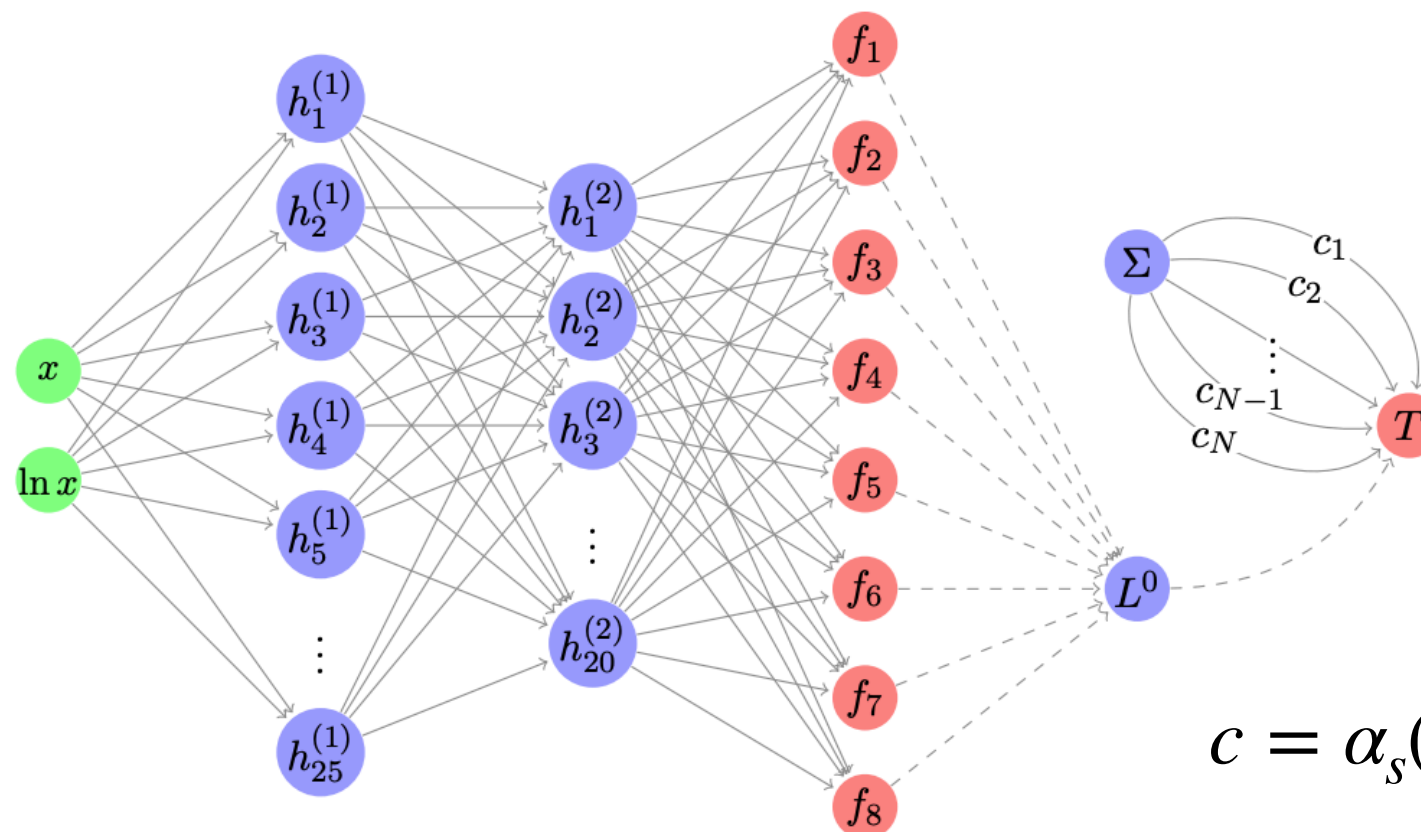 x
ln x
h_1^{(1)}
h_2^{(1)}
h_3^{(1)}
h_4^{(1)}
h_5^{(1)}
⋮
h_{25}^{(1)}
h_1^{(2)}
h_2^{(2)}
h_3^{(2)}
⋮
h_{20}^{(2)}
f_1
f_2
f_3
f_4
f_5
f_6
f_7
f_8
Σ
c_1
c_2
⋮
c_{N−1}
c_N
T
L^0
c = α_s(